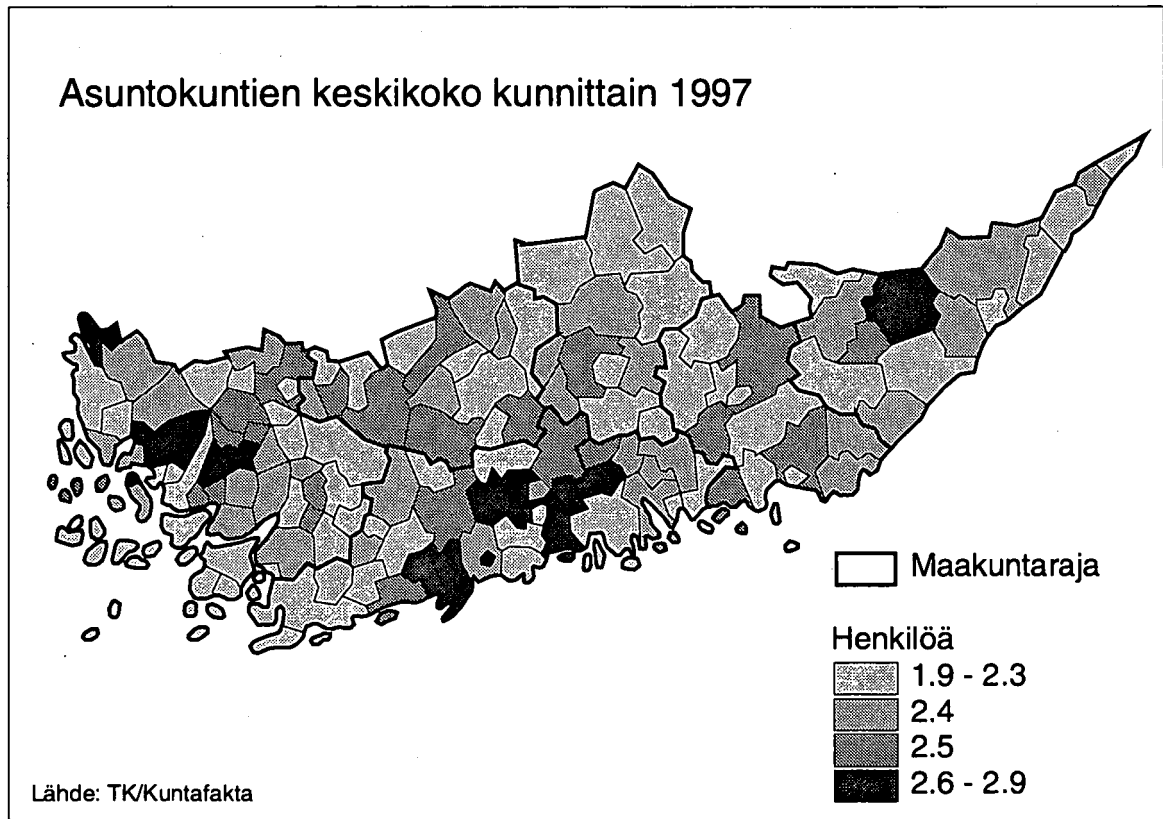 Asuntokuntien keskikoko kunnittain 1997
Maakuntaraja
Henkilöä
1.9 - 2.3
2.4
2.5
2.6 - 2.9
Lähde: TK/Kuntafakta